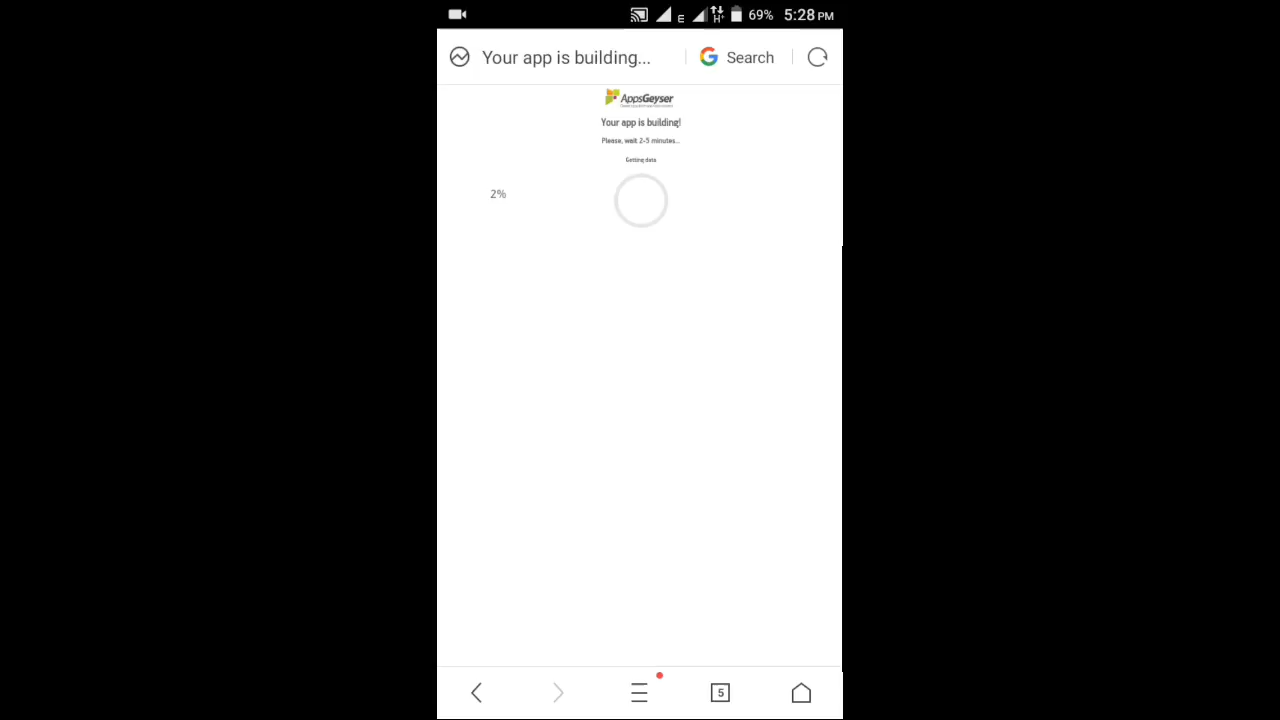 E H+ 69% 5:28 PM
Your app is building... Search
AppsGeyser
Your app is building!
Please, wait 2-5 minutes...
Getting data
2%
5